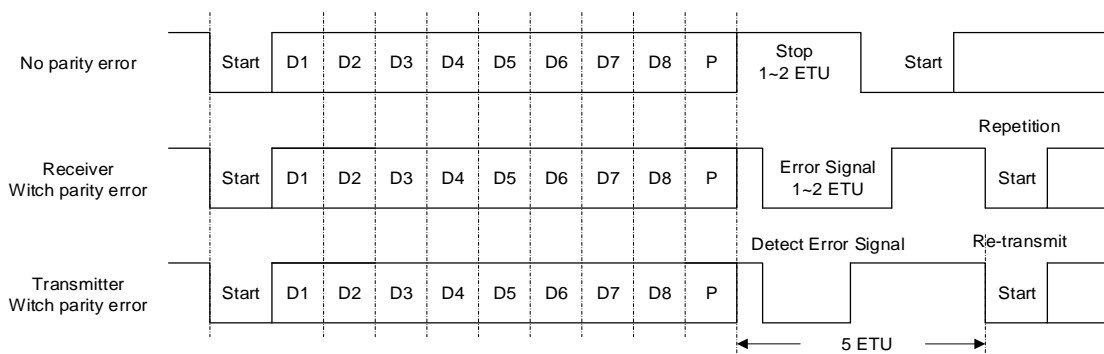 No parity error
Start D1 D2 D3 D4 D5 D6 D7 D8 P Stop
1~2 ETU Start
Repetition
Receiver
Witch parity error
Start D1 D2 D3 D4 D5 D6 D7 D8 P Error Signal
1~2 ETU Start
Detect Error Signal Re-transmit
Transmitter
Witch parity error
Start D1 D2 D3 D4 D5 D6 D7 D8 P Start
5 ETU